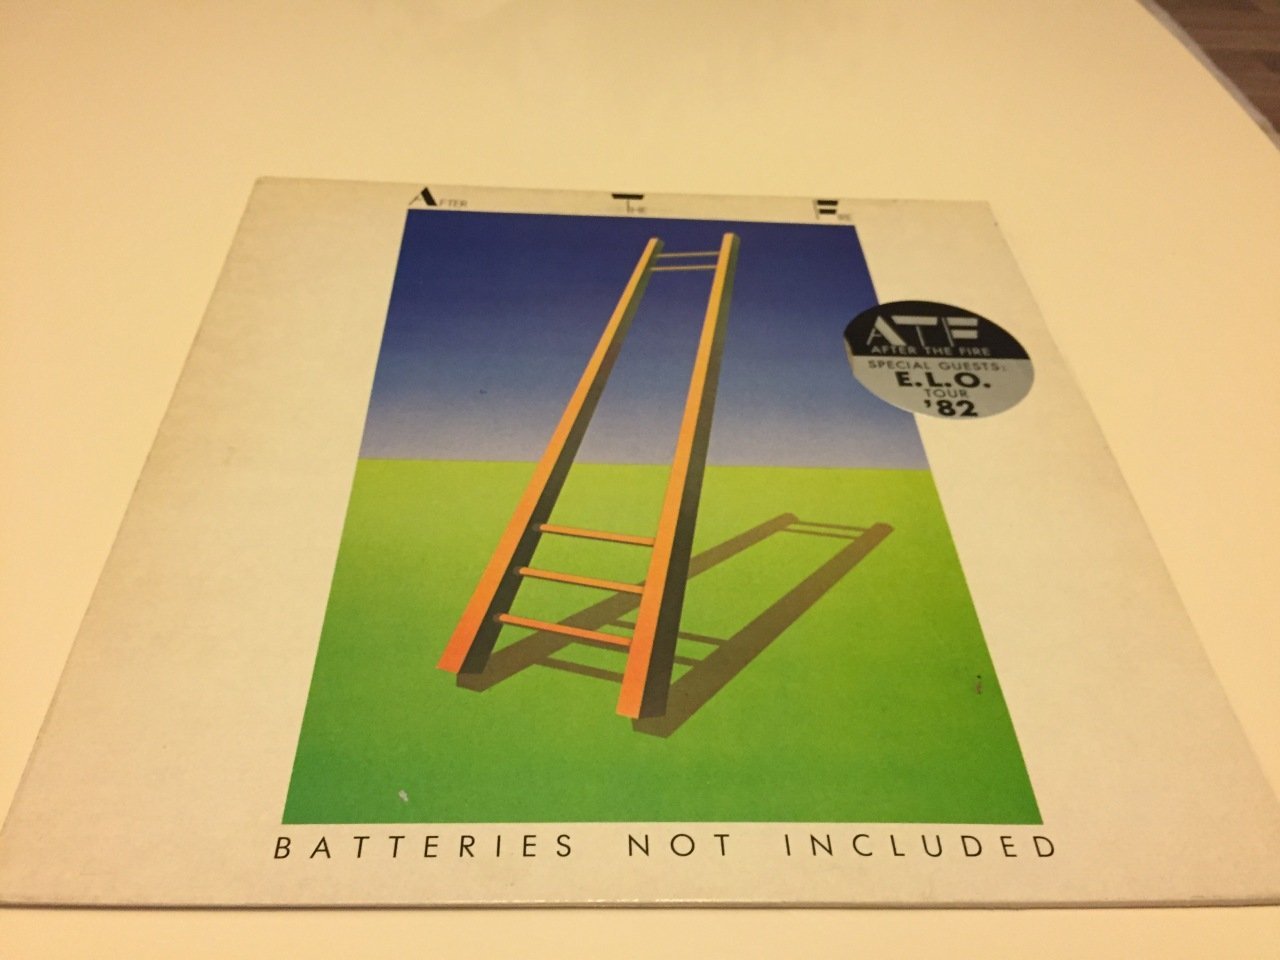 AFTER THE FIRE
ATF
AFTER THE FIRE
SPECIAL GUESTS:
E.L.O.
TOUR
'82
BATTERIES NOT INCLUDED